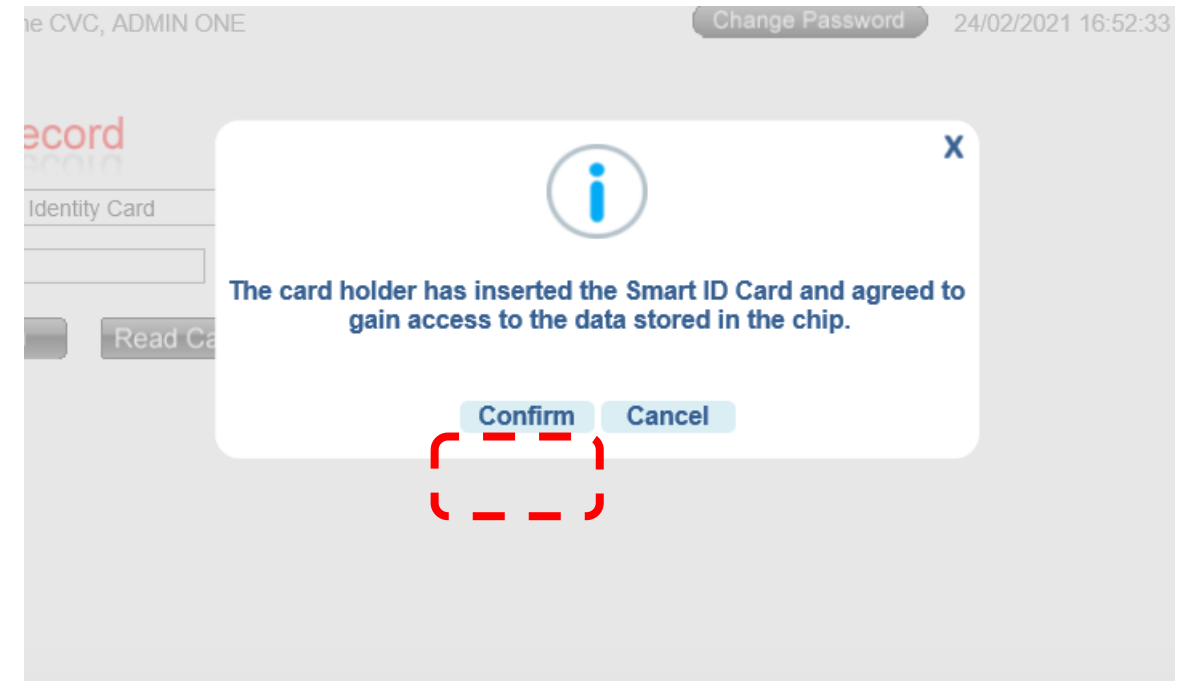 ne CVC, ADMIN ONE
Change Password
24/02/2021 16:52:33
ecord
X
Identity Card
The card holder has inserted the Smart ID Card and agreed to
gain access to the data stored in the chip.
Read Ca
Confirm
Cancel